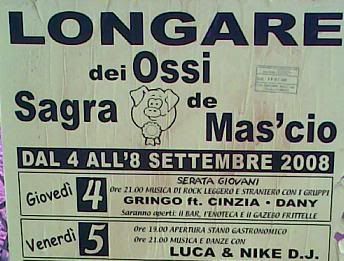 LONGARE
dei Ossi
Sagra de Mas'cio
DAL 4 ALL'8 SETTEMBRE 2008
SERATA GIOVANI
Giovedì 4 Ore 21.00 MUSICA DI ROCK LEGGERO E STRANIERO CON I GRUPPI
GRINGO ft. CINZIA · DANY
Saranno aperti: il BAR, l'ENOTECA E il GAZEBO FRITTELLE
Venerdì 5 Ore 19.00 APERTURA STAND GASTRONOMICO
Ore 21.00 MUSICA E DANZE CON
LUCA & NIKE D.J.